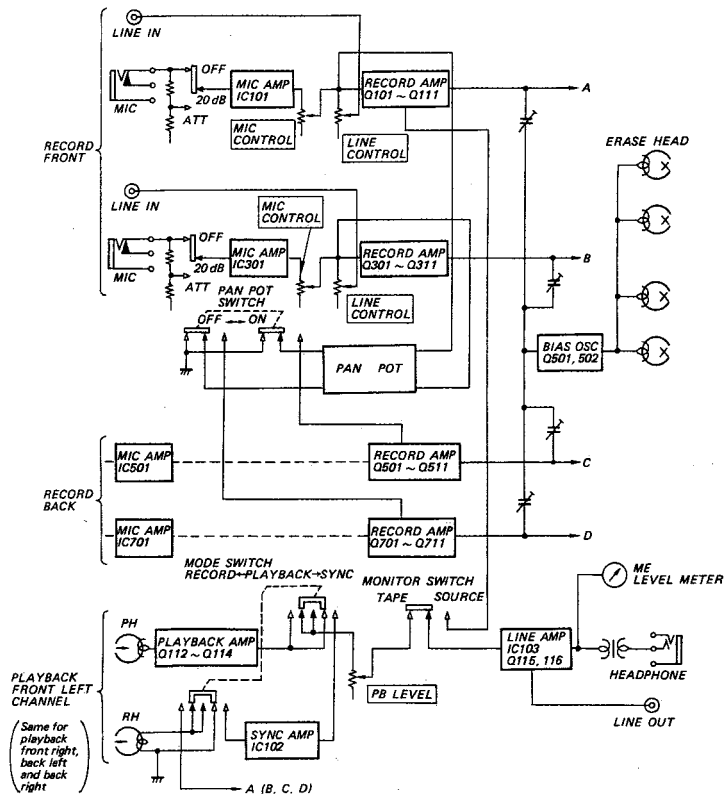 LINE IN
OFF
20 dB
ATT
MIC
MIC AMP
IC101
RECORD AMP
Q101 ~ Q111
A
MIC
CONTROL
LINE
CONTROL
RECORD
FRONT
ERASE HEAD
LINE IN
MIC
CONTROL
OFF
20 dB
ATT
MIC
MIC AMP
IC301
RECORD AMP
Q301 ~ Q311
B
LINE
CONTROL
PAN POT
SWITCH
OFF ↔ ON
PAN POT
BIAS OSC
Q501, 502
RECORD
BACK
MIC AMP
IC501
RECORD AMP
Q501 ~ Q511
C
MIC AMP
IC701
RECORD AMP
Q701 ~ Q711
D
MODE SWITCH
RECORD↔PLAYBACK→SYNC
MONITOR SWITCH
TAPE SOURCE
ME
LEVEL METER
PH
PLAYBACK AMP
Q112 ~ Q114
LINE AMP
IC103
Q115, 116
HEADPHONE
PB LEVEL
LINE OUT
PLAYBACK
FRONT LEFT
CHANNEL
(Same for
playback
front right,
back left
and back
right)
RH
SYNC AMP
IC102
A (B, C, D)